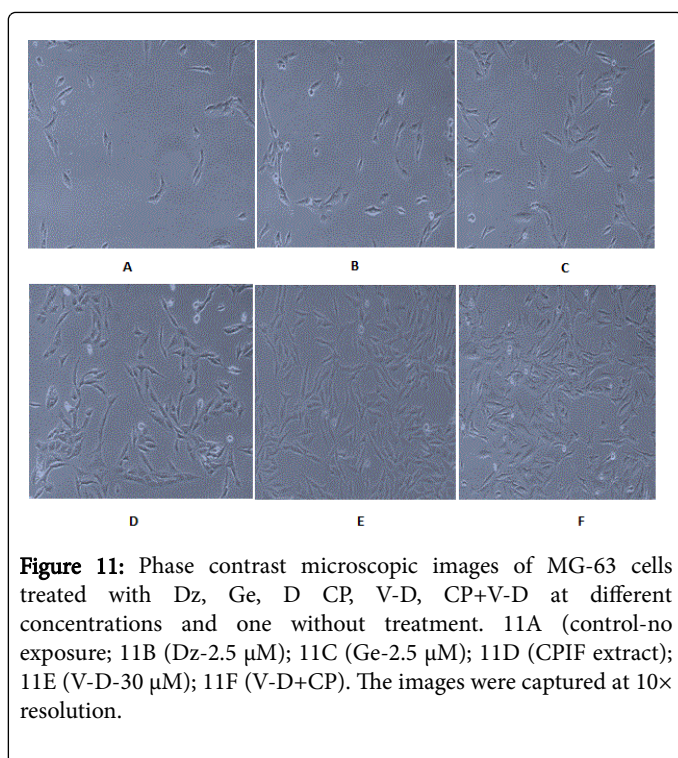 A
B
C
D
E
F
Figure 11: Phase contrast microscopic images of MG-63 cells
treated with Dz, Ge, D CP, V-D, CP+V-D at different
concentrations and one without treatment. 11A (control-no
exposure; 11B (Dz-2.5 μM); 11C (Ge-2.5 μM); 11D (CPIF extract);
11E (V-D-30 μM); 11F (V-D+CP). The images were captured at 10×
resolution.